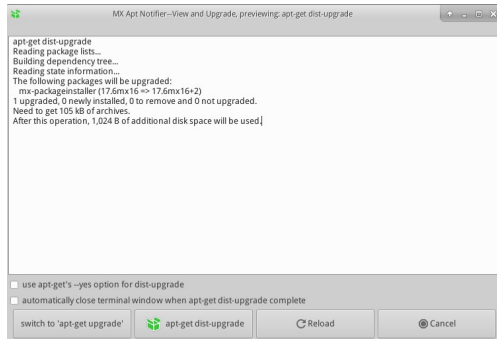 MX Apt Notifier--View and Upgrade, previewing: apt-get dist-upgrade
apt-get dist-upgrade
Reading package lists...
Building dependency tree...
Reading state information...
The following packages will be upgraded:
mx-packageinstaller (17.6mx16 => 17.6mx16+2)
1 upgraded, 0 newly installed, 0 to remove and 0 not upgraded.
Need to get 105 kB of archives.
After this operation, 1,024 B of additional disk space will be used.
use apt-get's --yes option for dist-upgrade
automatically close terminal window when apt-get dist-upgrade complete
switch to 'apt-get upgrade' apt-get dist-upgrade Reload Cancel